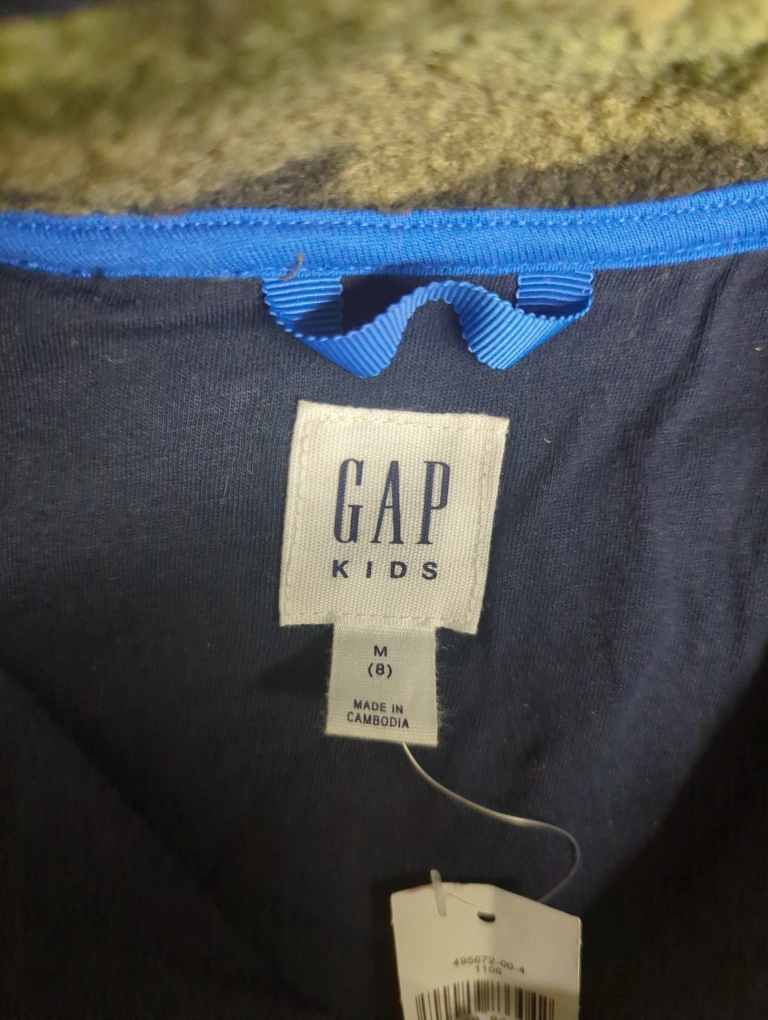 GAP
KIDS
M
(8)
MADE IN
CAMBODIA
495672-00-4
1106